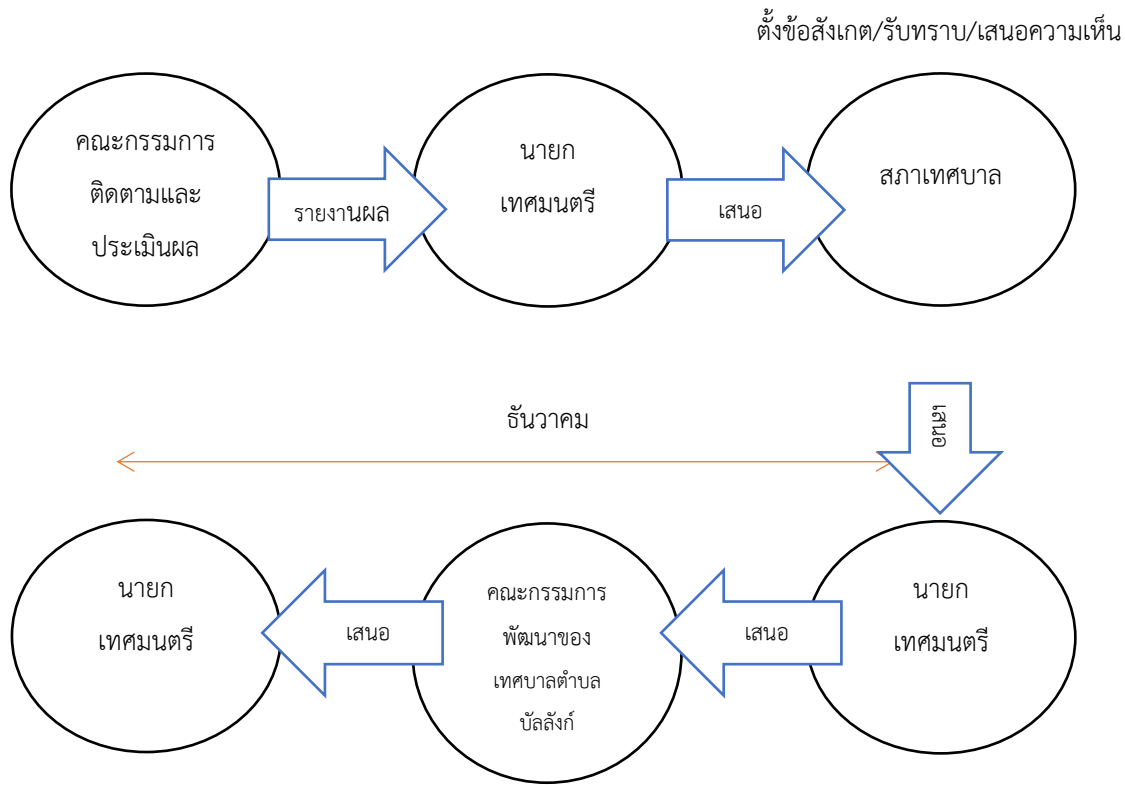 ตั้งข้อสังเกต/รับทราบ/เสนอความเห็น
คณะกรรมการ
ติดตามและ
ประเมินผล
รายงานผล
นายก
เทศมนตรี
เสนอ
สภาเทศบาล
เสนอ
ธันวาคม
นายก
เทศมนตรี
เสนอ
คณะกรรมการ
พัฒนาของ
เทศบาลตำบล
บัลลังก์
เสนอ
นายก
เทศมนตรี